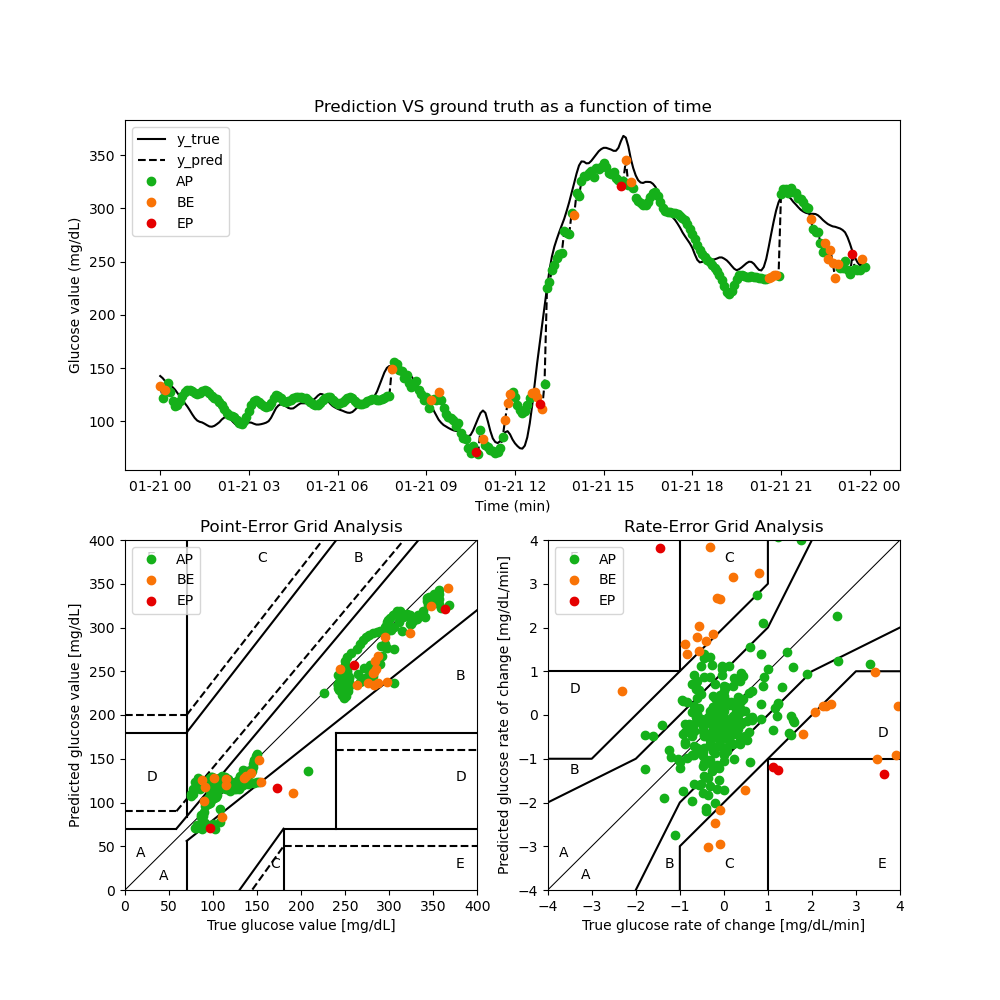 Prediction VS ground truth as a function of time
y_true
y_pred
AP
BE
EP
350
300
250
200
150
100
Glucose value (mg/dL)
01-21 00 01-21 03 01-21 06 01-21 09 01-21 12 01-21 15 01-21 18 01-21 21 01-22 00
Time (min)
Point-Error Grid Analysis
AP
BE
EP
C
B
B
D
D
A
A
C
E
400
350
300
250
200
150
100
50
0
Predicted glucose value [mg/dL]
0 50 100 150 200 250 300 350 400
True glucose value [mg/dL]
Rate-Error Grid Analysis
AP
BE
EP
C
D
D
B
A
A
B
C
E
4
3
2
1
0
−1
−2
−3
−4
Predicted glucose rate of change [mg/dL/min]
−4 −3 −2 −1 0 1 2 3 4
True glucose rate of change [mg/dL/min]